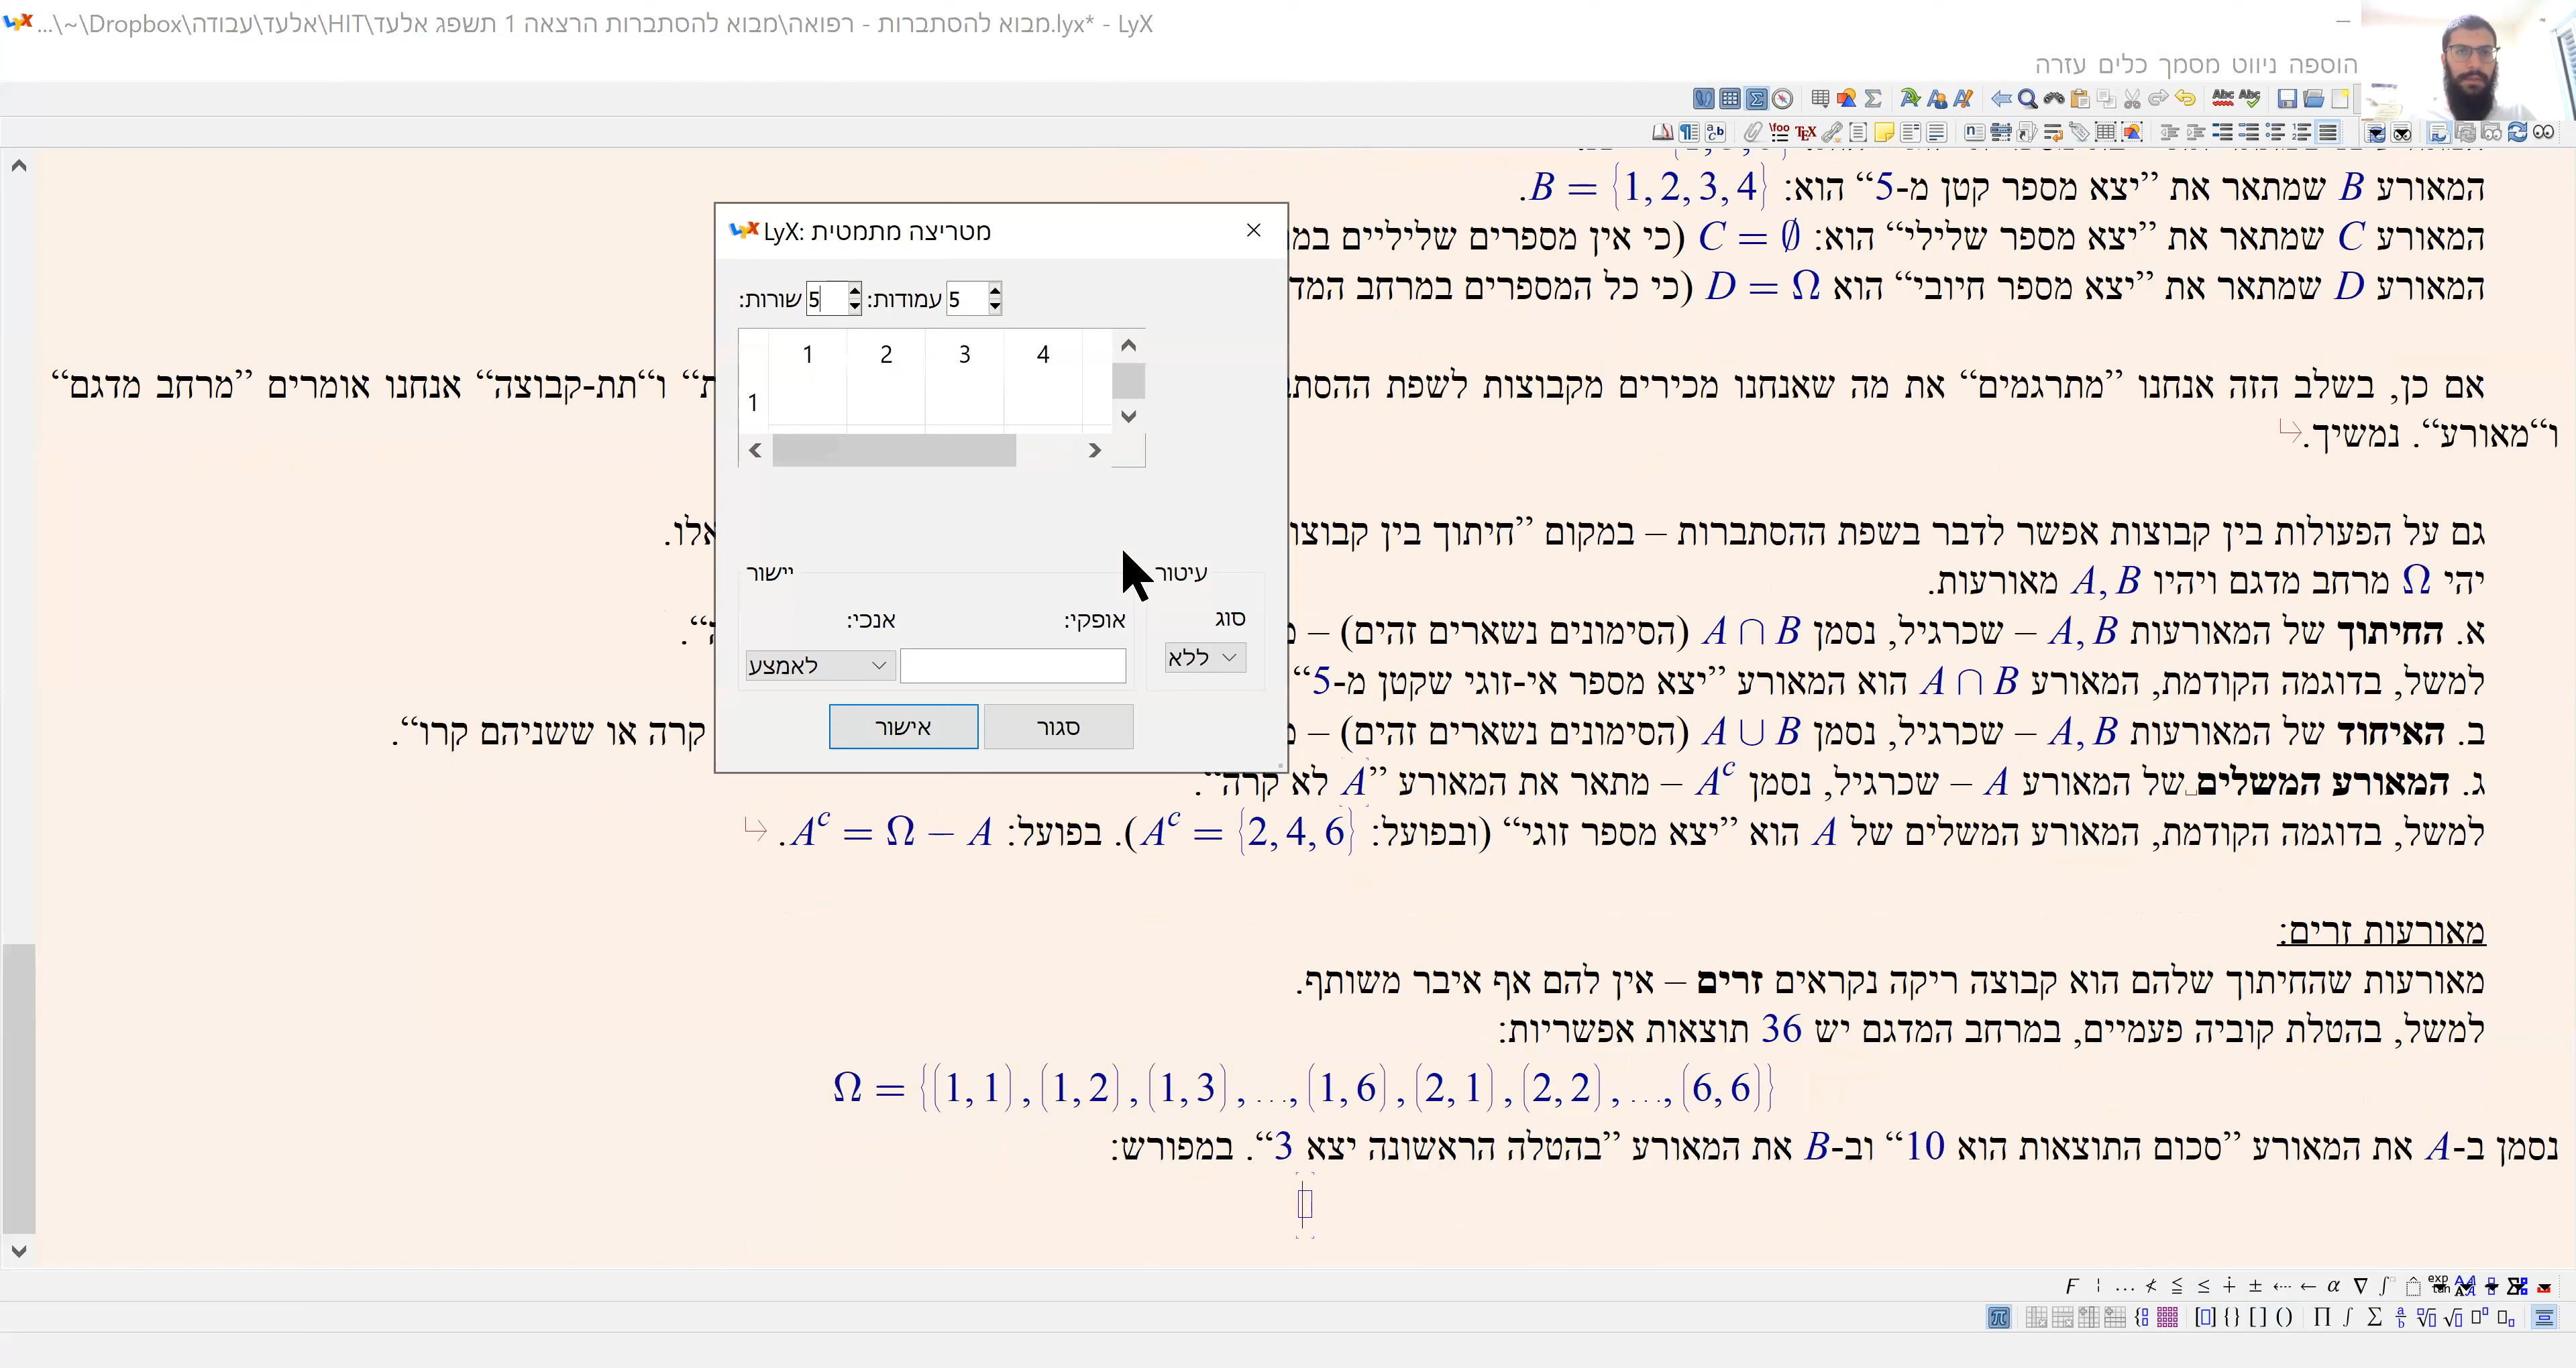 מבוא להסתברות - רפואה\מבוא להסתברות הרצאה 1 תשפג אלעד\HIT\אלעד\עבודה\Dropbox\~\... .lyx* - LyX
הוספה ניווט מסמך כלים עזרה
המאורע B שמתאר את ”יצא מספר קטן מ-5“ הוא: B = {1, 2, 3, 4}.
המאורע C שמתאר את ”יצא מספר שלילי“ הוא: C = ∅ (כי אין מספרים שליליים
המאורע D שמתאר את ”יצא מספר חיובי“ הוא D = Ω (כי כל המספרים במרחב
אם כן, בשלב הזה אנחנו ”מתרגמים“ את מה שאנחנו מכירים מקבוצות לשפת ו“תת-קבוצה“ אנחנו אומרים ”מרחב מדגם“
ו“מאורע“. נמשיך.
גם על הפעולות בין קבוצות אפשר לדבר בשפת ההסתברות – במקום ”חיתוך בין
יהי Ω מרחב מדגם ויהיו A, B מאורעות.
א. החיתוך של המאורעות A, B – שכרגיל, נסמן A ∩ B (הסימונים נשארים זהים) –
למשל, בדוגמה הקודמת, המאורע A ∩ B הוא המאורע ”יצא מספר אי-זוגי שקטן מ-5“
ב. האיחוד של המאורעות A, B – שכרגיל, נסמן A ∪ B (הסימונים נשארים זהים) – קרה או ששניהם קרו“.
ג. המאורע המשלים של המאורע A – שכרגיל, נסמן A^c – מתאר את המאורע ”A לא קרה“.
למשל, בדוגמה הקודמת, המאורע המשלים של A הוא ”יצא מספר זוגי“ (ובפועל: A^c = {2, 4, 6}). בפועל: A^c = Ω − A.
מאורעות זרים:
מאורעות שהחיתוך שלהם הוא קבוצה ריקה נקראים זרים – אין להם אף איבר משותף.
למשל, בהטלת קוביה פעמיים, במרחב המדגם יש 36 תוצאות אפשריות:
Ω = {(1, 1), (1, 2), (1, 3), ..., (1, 6), (2, 1), (2, 2), ..., (6, 6)}
נסמן ב-A את המאורע ”סכום התוצאות הוא 10“ וב-B את המאורע ”בהטלה הראשונה יצא 3“. במפורש:
LyX: מטריצה מתמטית
שורות: 5 עמודות: 5
1 2 3 4
1
יישור
עיטור
אנכי:
אופקי:
סוג
לאמצע
ללא
אישור
סגור